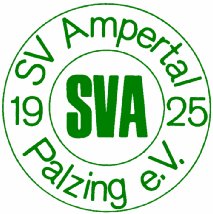 SV Ampertal
19 SVA 25
Palzing e.V.